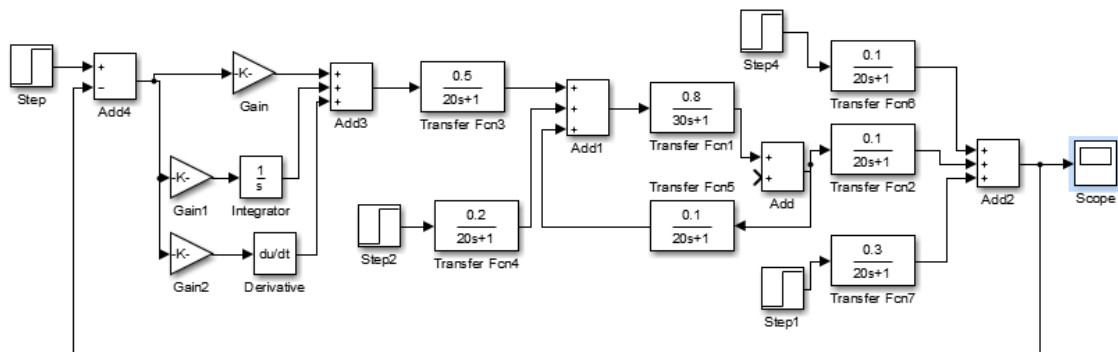 Step
+
−
Add4
-K-
Gain
-K-
Gain1
1
s
Integrator
-K-
Gain2
du/dt
Derivative
+
+
+
Add3
0.5
20s+1
Transfer Fcn3
Step2
0.2
20s+1
Transfer Fcn4
+
+
+
Add1
0.8
30s+1
Transfer Fcn1
Transfer Fcn5
0.1
20s+1
+
+
Add
Step4
0.1
20s+1
Transfer Fcn6
0.1
20s+1
Transfer Fcn2
Step1
0.3
20s+1
Transfer Fcn7
+
+
+
Add2
Scope